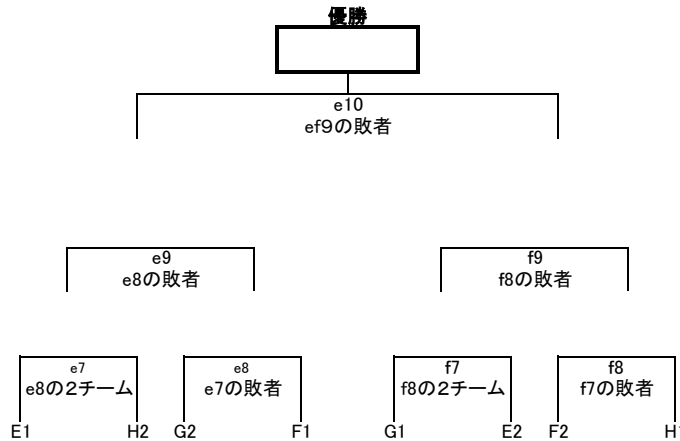 優勝
e10
ef9の敗者
e9
e8の敗者
f9
f8の敗者
e7
e8の2チーム
e8
e7の敗者
f7
f8の2チーム
f8
f7の敗者
E1
H2
G2
F1
G1
E2
F2
H1